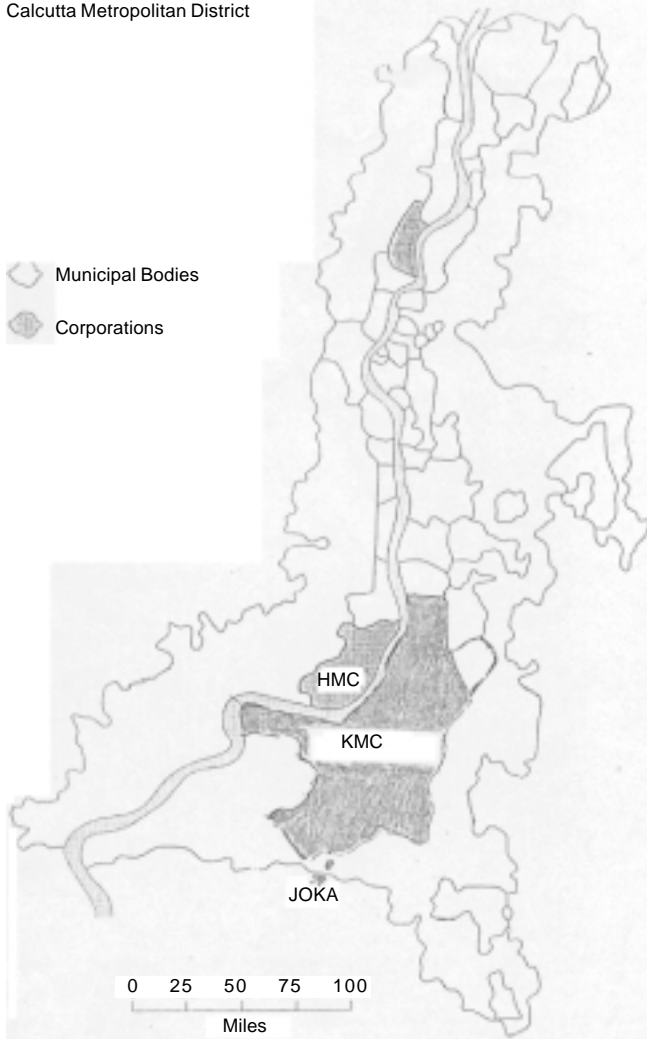 Calcutta Metropolitan District
Municipal Bodies
Corporations
HMC
KMC
JOKA
0 25 50 75 100
Miles